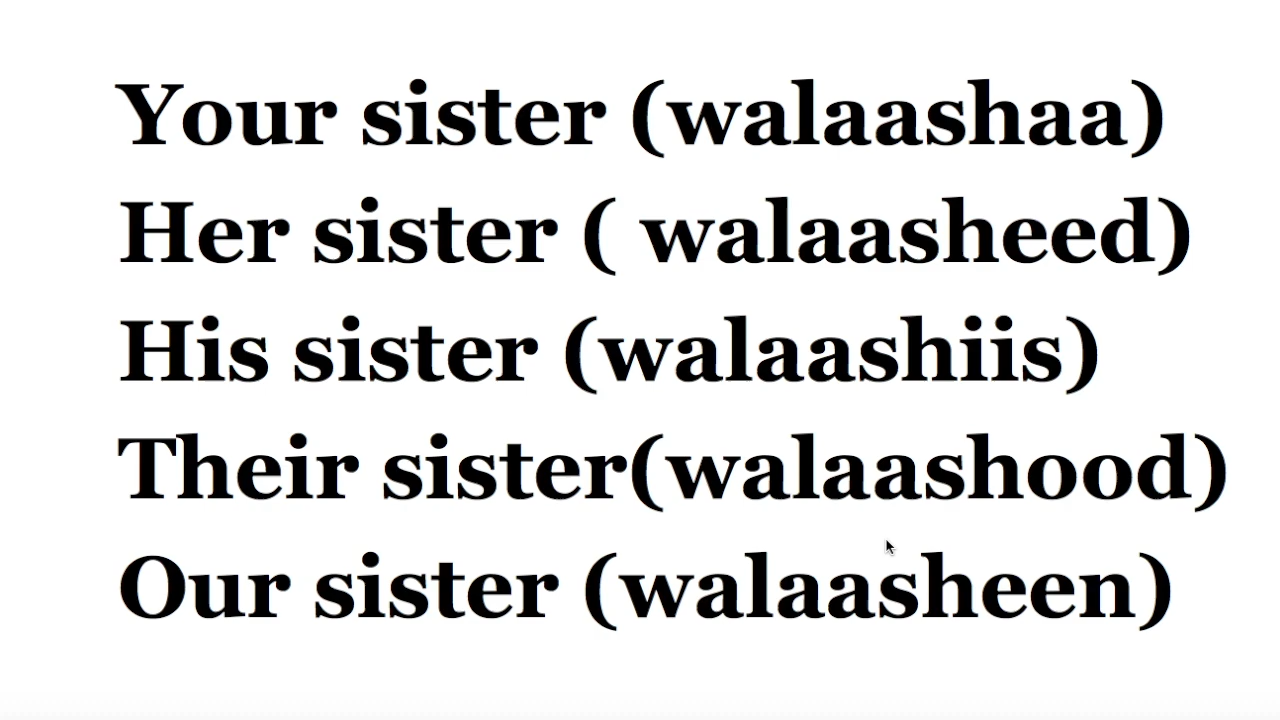 Your sister (walaashaa)
Her sister ( walaasheed)
His sister (walaashiis)
Their sister(walaashood)
Our sister (walaasheen)